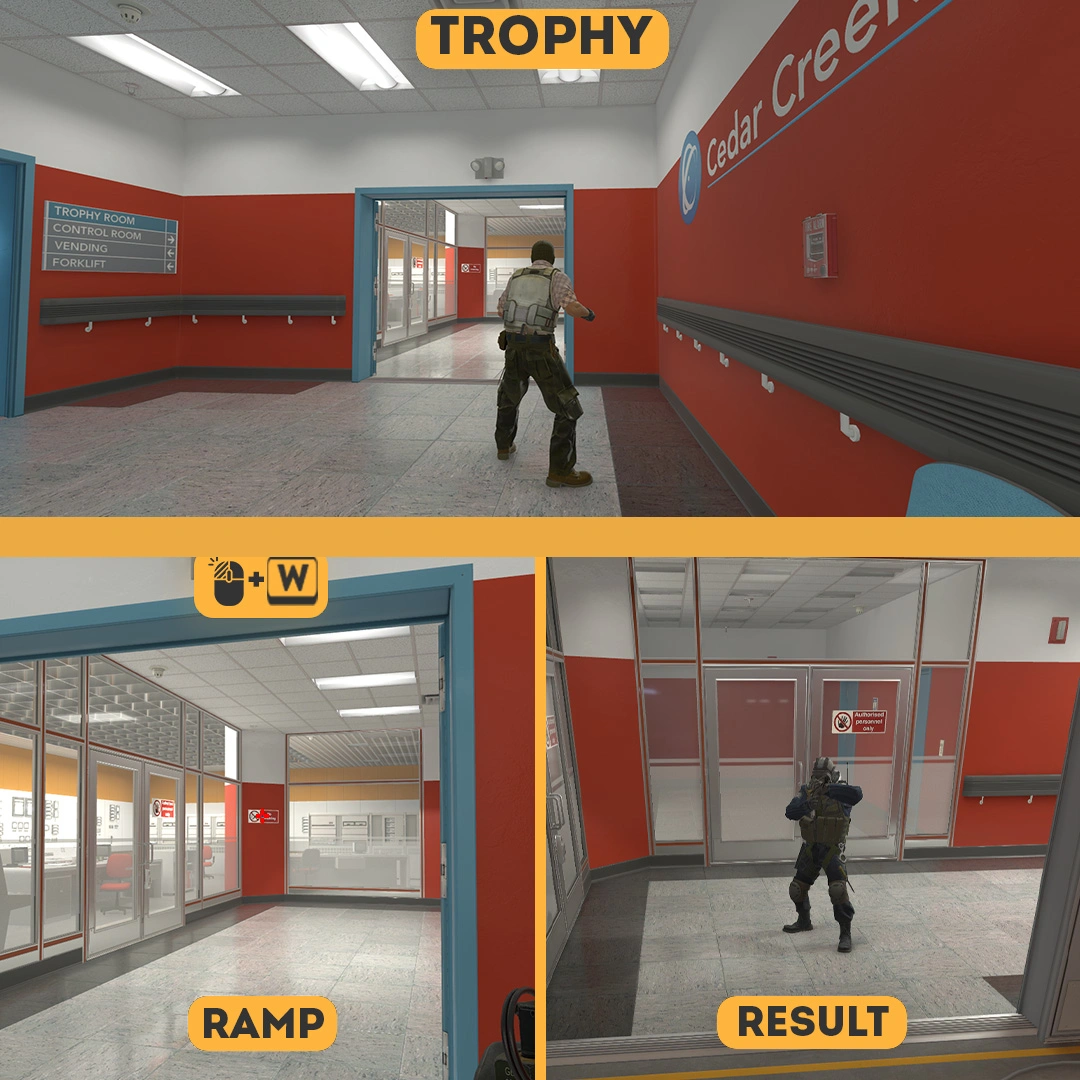 TROPHY
Cedar Creek
TROPHY ROOM
CONTROL ROOM
VENDING
FORKLIFT
W
RAMP
Authorised
personnel
only
RESULT